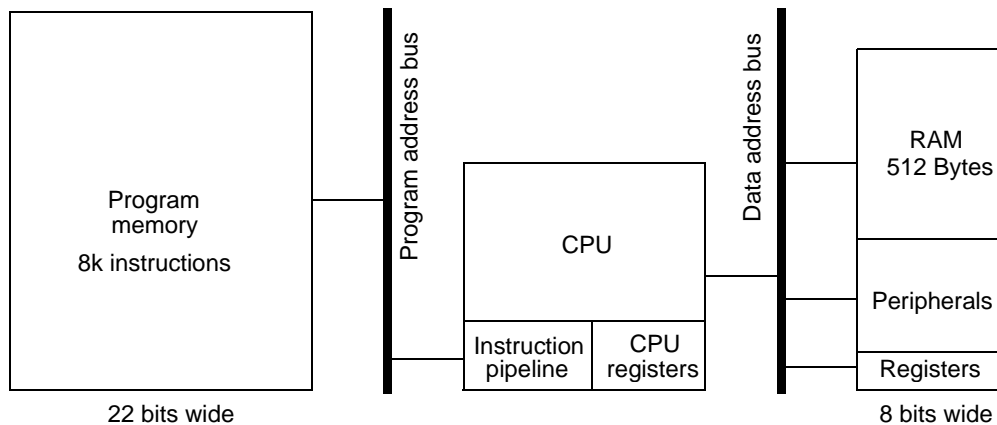 Program
memory
8k instructions
22 bits wide
Program address bus
CPU
Instruction
pipeline
CPU
registers
Data address bus
RAM
512 Bytes
Peripherals
Registers
8 bits wide